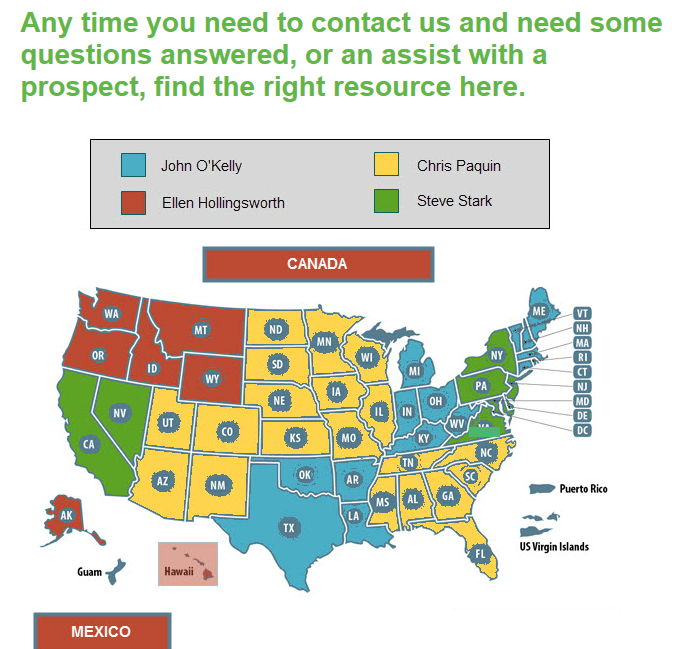 Any time you need to contact us and need some
questions answered, or an assist with a
prospect, find the right resource here.
John O'Kelly
Chris Paquin
Ellen Hollingsworth
Steve Stark
CANADA
WA
MT
ND
MN
ME
VT
NH
MA
RI
CT
NJ
MD
DE
DC
OR
ID
WY
SD
WI
MI
NY
PA
NE
IA
IL
IN
OH
WV
NV
UT
CO
KS
MO
KY
CA
AZ
NM
OK
AR
TN
NC
SC
TX
LA
MS
AL
GA
FL
AK
Puerto Rico
US Virgin Islands
Guam
Hawaii
MEXICO